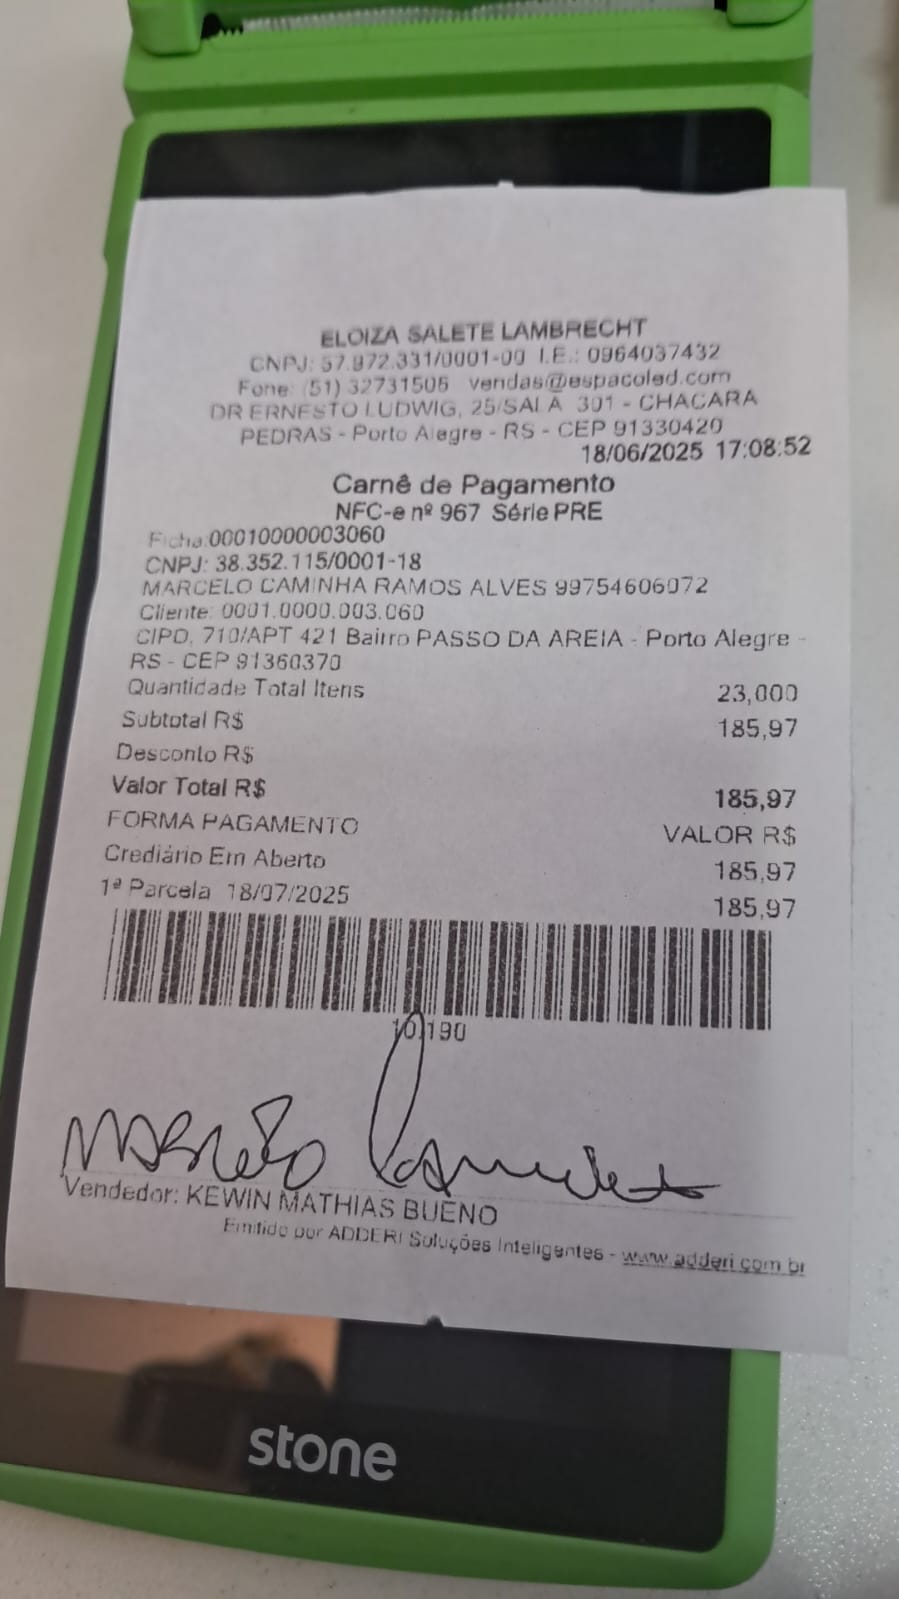 ELOIZA SALETE LAMBRECHT
CNPJ: 57.972.331/0001-00 I.E.: 0964037432
Fone: (51) 32731506 vendas@espacoled.com
DR ERNESTO LUDWIG, 25/SALA 301 - CHACARA
PEDRAS - Porto Alegre - RS - CEP 91330420
18/06/2025 17:08:52
Carnê de Pagamento
NFC-e nº 967 Série PRE
Ficha:00010000003060
CNPJ: 38.352.115/0001-18
MARCELO CAMINHA RAMOS ALVES 99754606072
Cliente: 0001.0000.003.060
CIPO, 710/APT 421 Bairro PASSO DA AREIA - Porto Alegre -
RS - CEP 91360370
Quantidade Total Itens 23,000
Subtotal R$ 185,97
Desconto R$
Valor Total R$ 185,97
FORMA PAGAMENTO VALOR R$
Crediário Em Aberto 185,97
1ª Parcela 18/07/2025 185,97
10,190
Vendedor: KEWIN MATHIAS BUENO
Emitido por ADDERI Soluções Inteligentes - www.adderi.com.br
stone